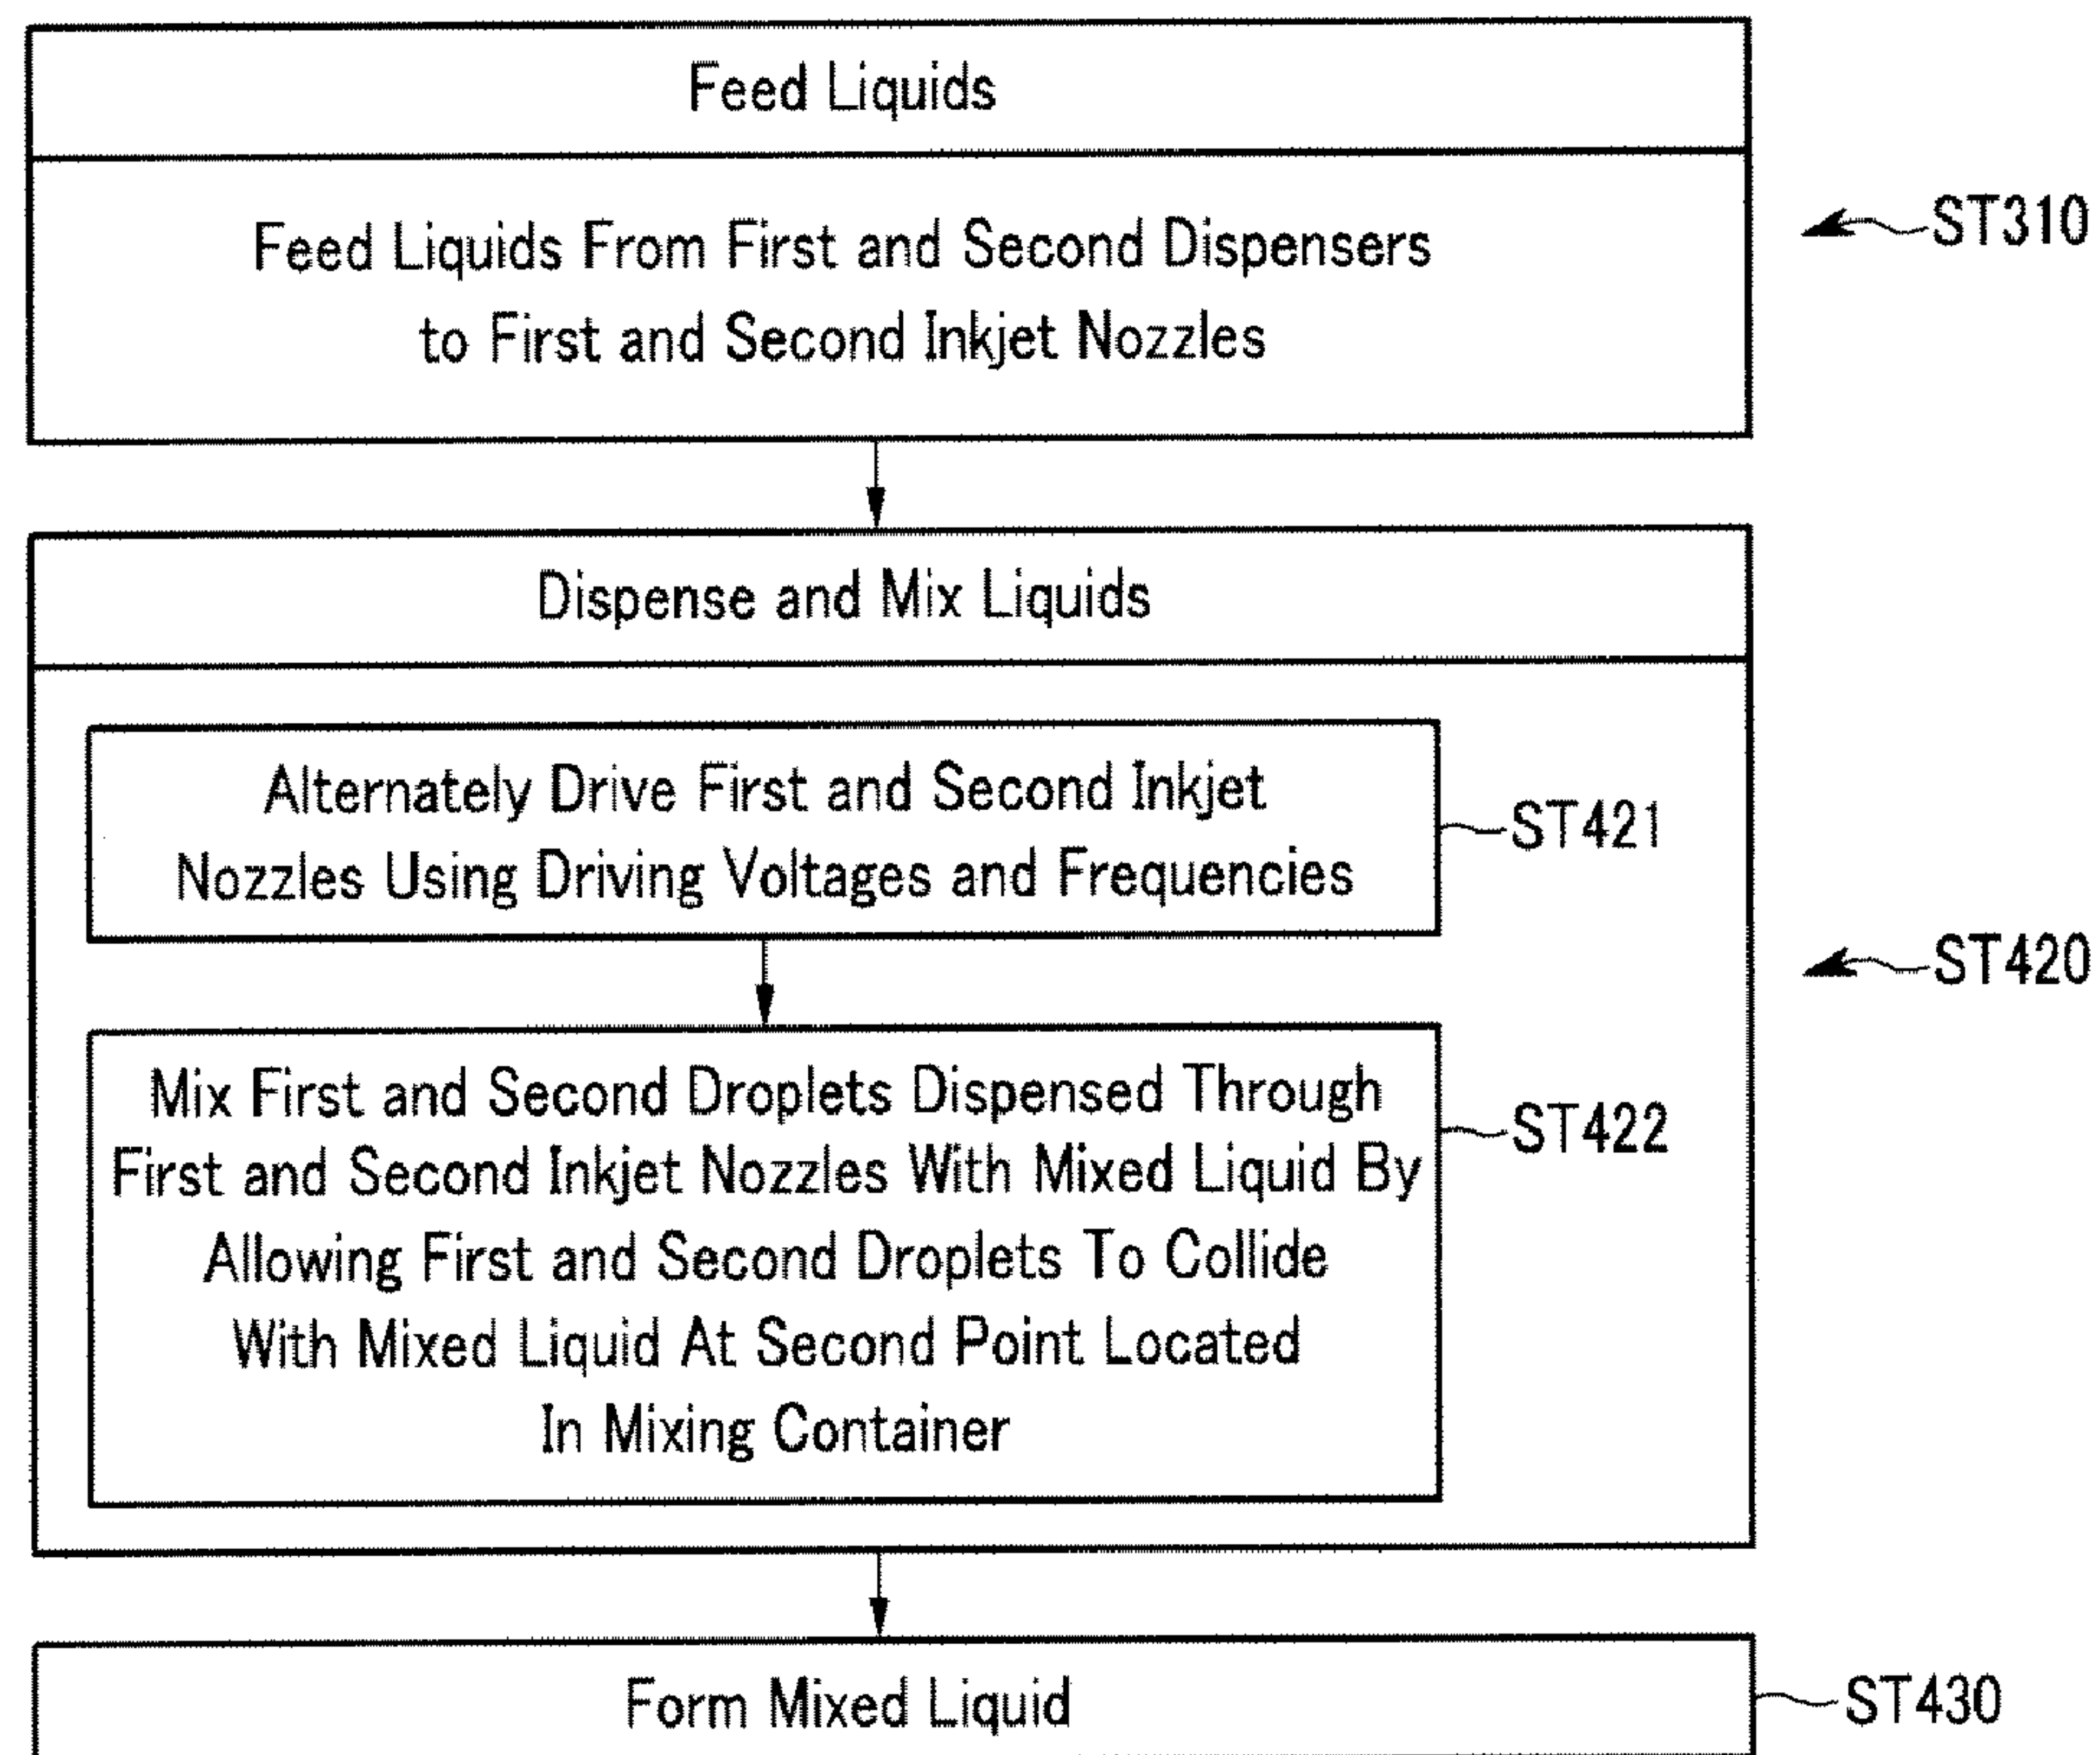 Feed Liquids
Feed Liquids From First and Second Dispensers
to First and Second Inkjet Nozzles
ST310
Dispense and Mix Liquids
Alternately Drive First and Second Inkjet
Nozzles Using Driving Voltages and Frequencies
ST421
ST420
Mix First and Second Droplets Dispensed Through
First and Second Inkjet Nozzles With Mixed Liquid By
Allowing First and Second Droplets To Collide
With Mixed Liquid At Second Point Located
In Mixing Container
ST422
Form Mixed Liquid
ST430